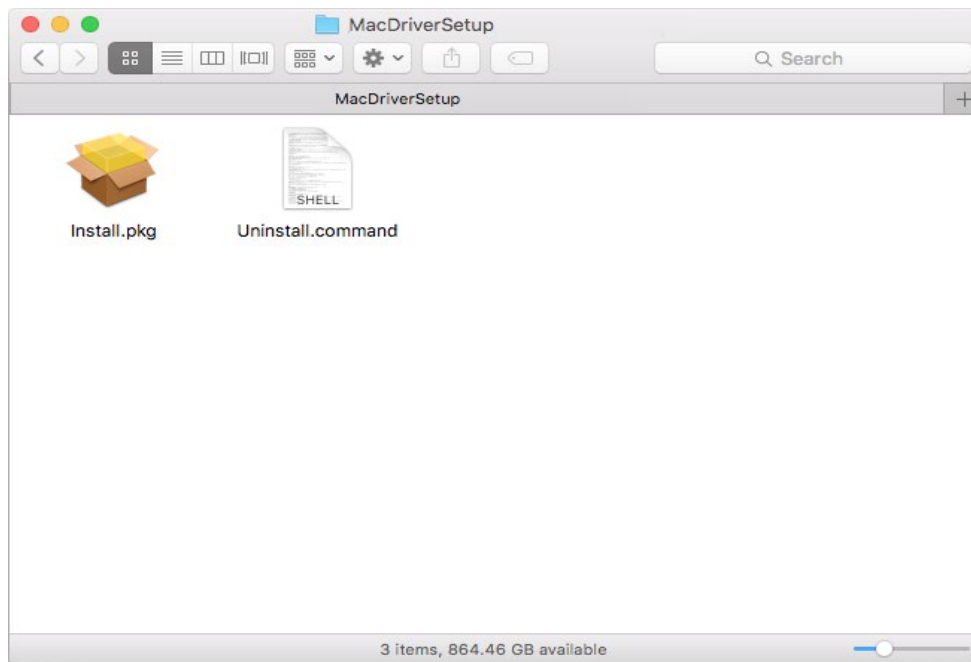 MacDriverSetup
Search
MacDriverSetup
SHELL
Install.pkg
Uninstall.command
3 items, 864.46 GB available